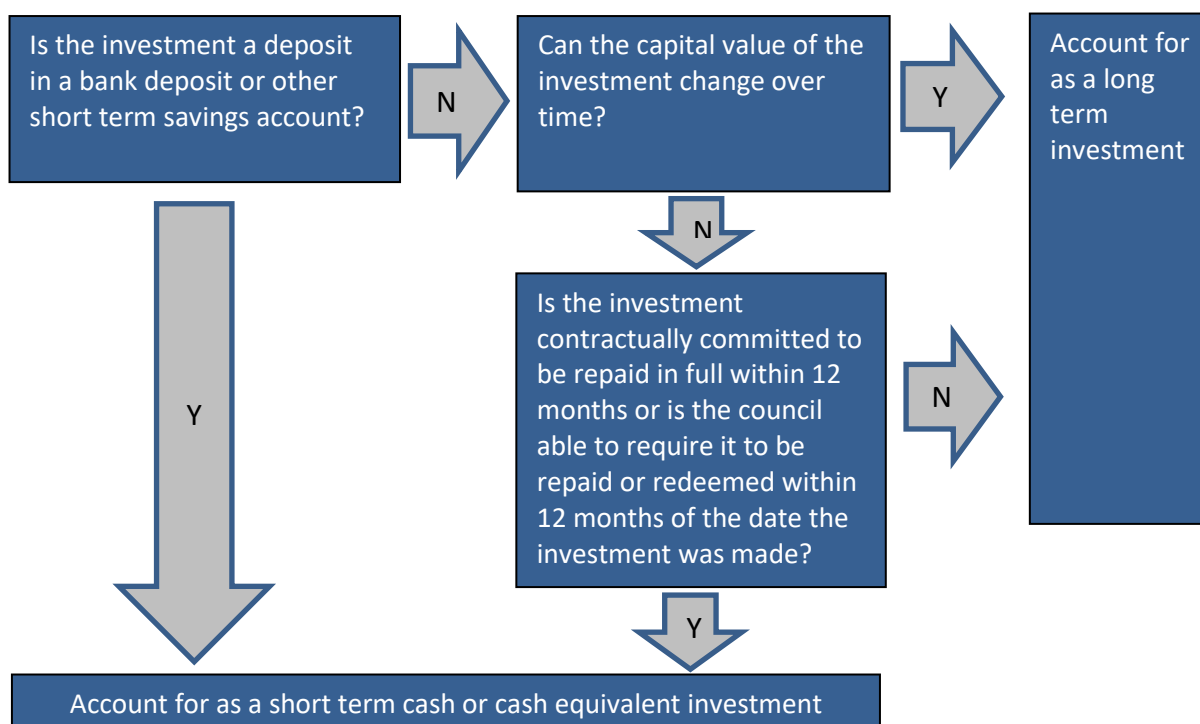 Is the investment a deposit
in a bank deposit or other
short term savings account?
N
Can the capital value of the
investment change over
time?
Y
Account for
as a long
term
investment
N
Is the investment
contractually committed to
be repaid in full within 12
months or is the council
able to require it to be
repaid or redeemed within
12 months of the date the
investment was made?
N
Y
Y
Account for as a short term cash or cash equivalent investment